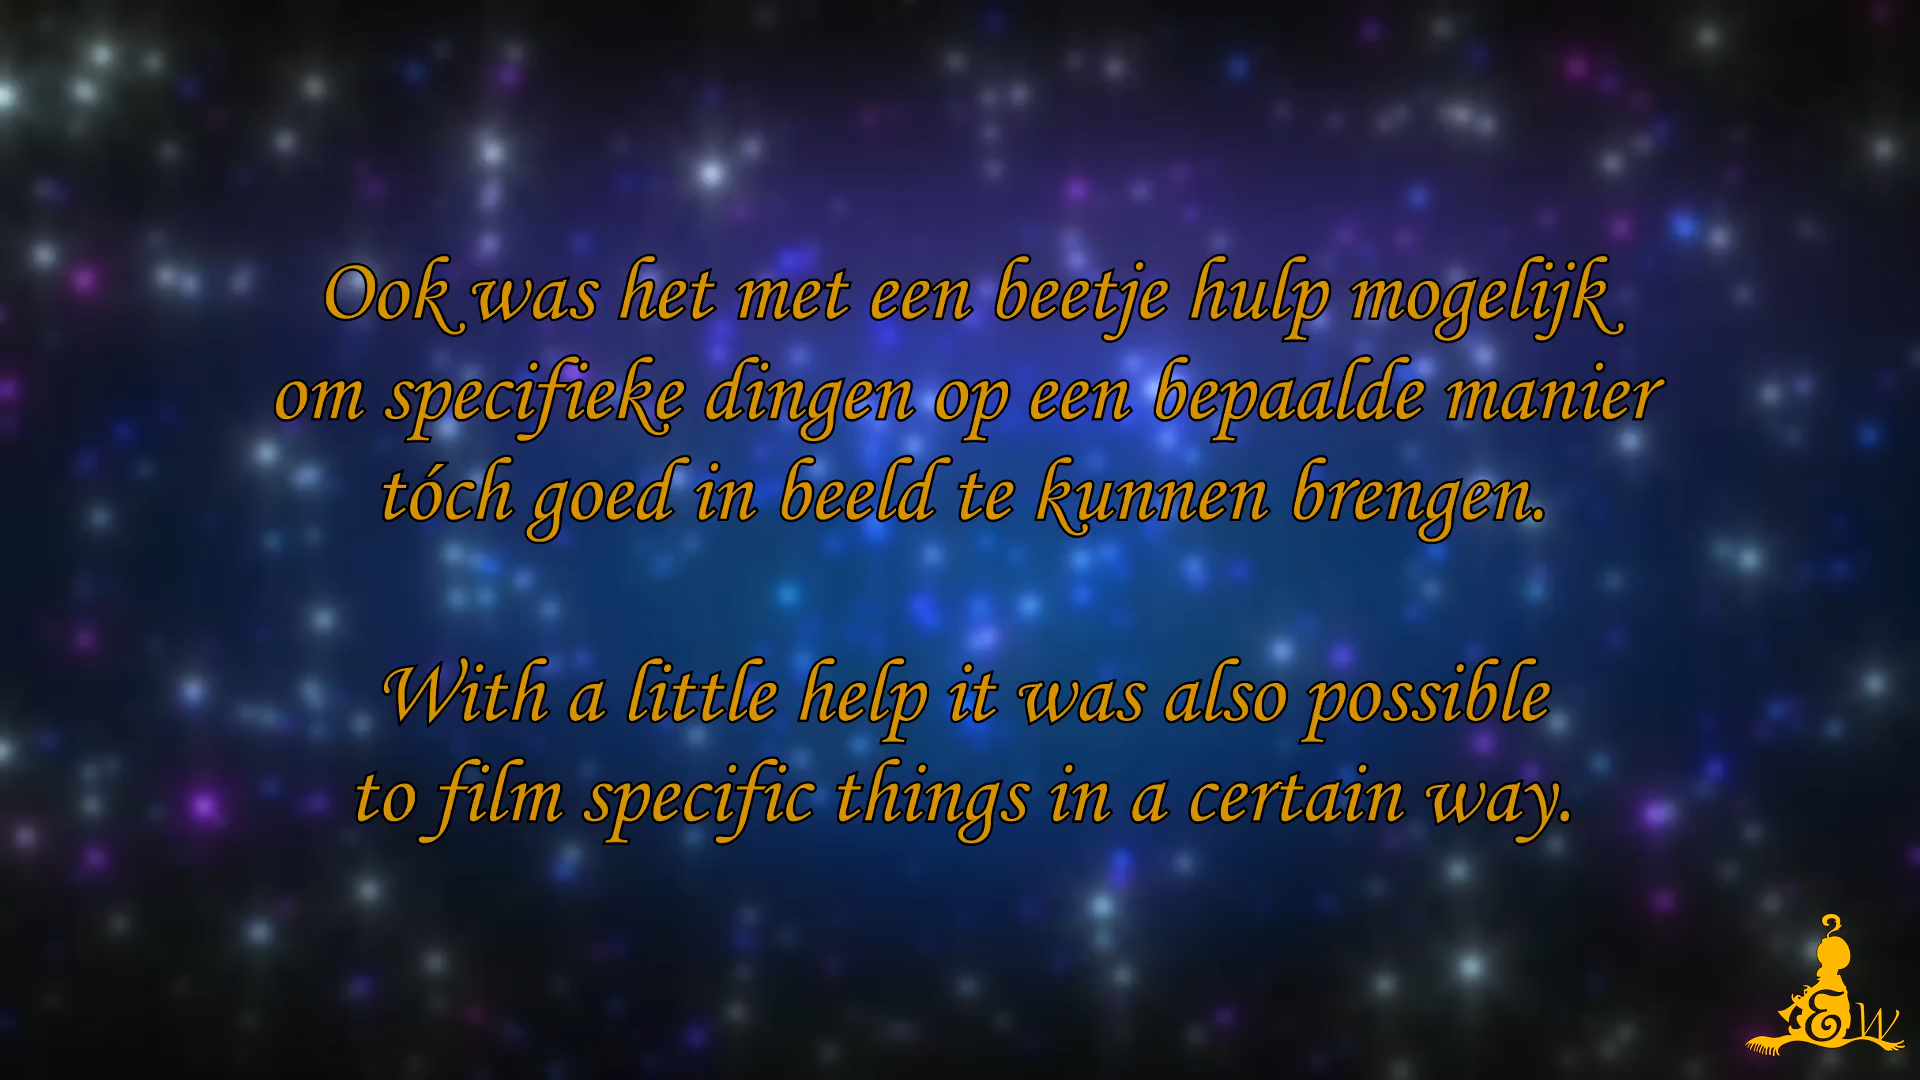 Ook was het met een beetje hulp mogelijk
om specifieke dingen op een bepaalde manier
tóch goed in beeld te kunnen brengen.
With a little help it was also possible
to film specific things in a certain way.
&W